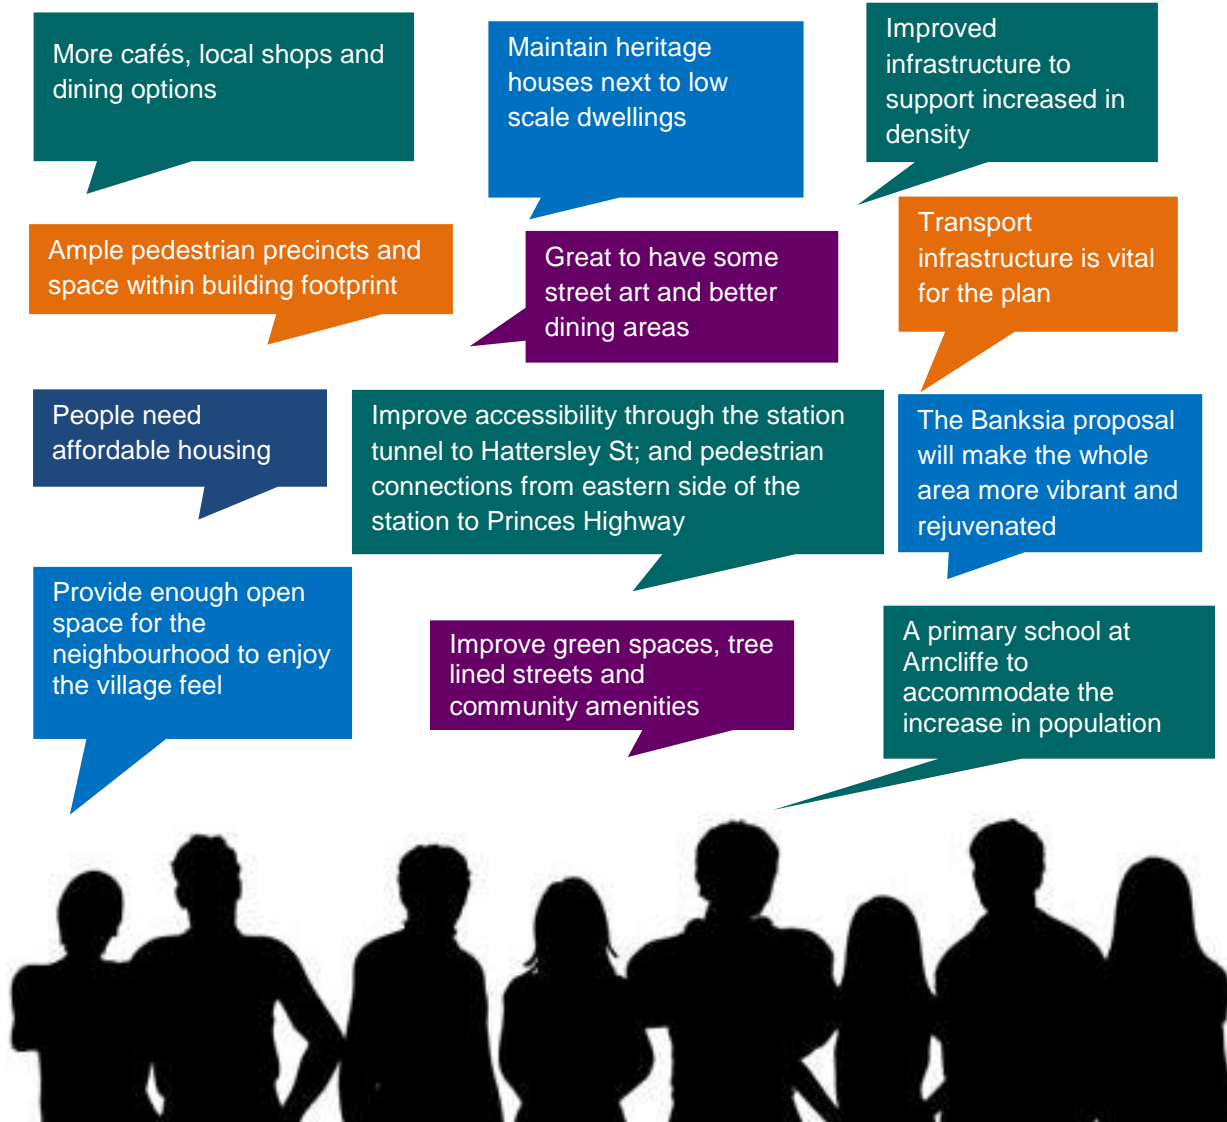 More cafés, local shops and
dining options
Maintain heritage
houses next to low
scale dwellings
Improved
infrastructure to
support increased in
density
Ample pedestrian precincts and
space within building footprint
Great to have some
street art and better
dining areas
Transport
infrastructure is vital
for the plan
People need
affordable housing
Improve accessibility through the station
tunnel to Hattersley St; and pedestrian
connections from eastern side of the
station to Princes Highway
The Banksia proposal
will make the whole
area more vibrant and
rejuvenated
Provide enough open
space for the
neighbourhood to enjoy
the village feel
Improve green spaces, tree
lined streets and
community amenities
A primary school at
Arncliffe to
accommodate the
increase in population